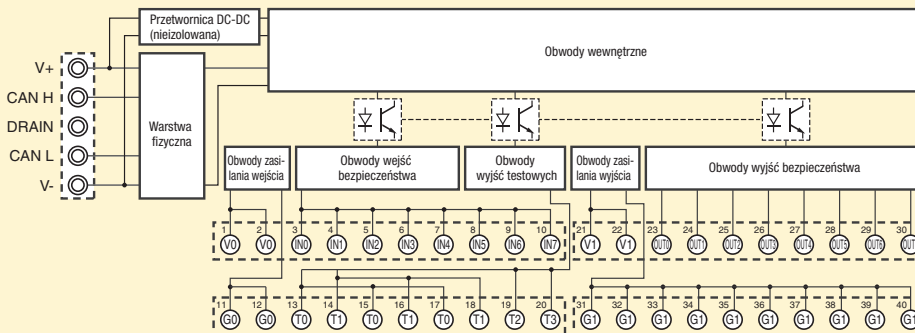 Przetwornica DC-DC
(nieizolowana)
Obwody wewnętrzne
V+
CAN H
DRAIN
CAN L
V-
Warstwa
fizyczna
Obwody zasi-
lania wejścia
Obwody wejść
bezpieczeństwa
Obwody
wyjść testowych
Obwody zasi-
lania wyjścia
Obwody wyjść bezpieczeństwa
1 2 3 4 5 6 7 8 9 10
V0 V0 IN0 IN1 IN2 IN3 IN4 IN5 IN6 IN7
21 22 23 24 25 26 27 28 29 30
V1 V1 OUT0 OUT1 OUT2 OUT3 OUT4 OUT5 OUT6
11 12 13 14 15 16 17 18 19 20
G0 G0 T0 T1 T0 T1 T0 T1 T2 T3
31 32 33 34 35 36 37 38 39 40
G1 G1 G1 G1 G1 G1 G1 G1 G1 G1